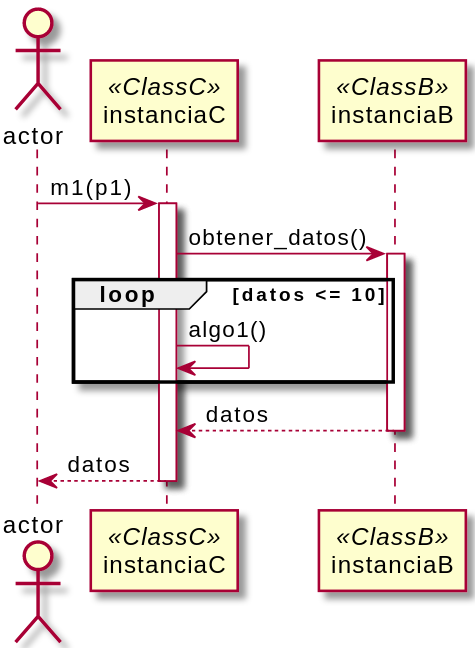 «ClassC»
instanciaC
«ClassB»
instanciaB
actor
m1(p1)
obtener_datos()
loop
[datos <= 10]
algo1()
datos
datos
actor
«ClassC»
instanciaC
«ClassB»
instanciaB